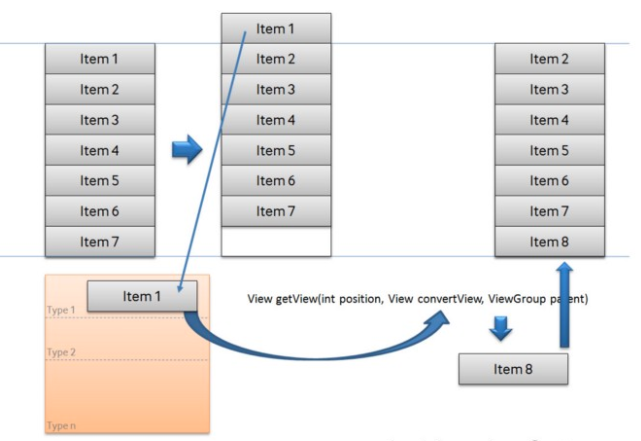 Item 1
Item 2
Item 3
Item 4
Item 5
Item 6
Item 7
Item 1
Item 2
Item 3
Item 4
Item 5
Item 6
Item 7
Item 2
Item 3
Item 4
Item 5
Item 6
Item 7
Item 8
Item 1
Type 1
Type 2
Type n
View getView(int position, View convertView, ViewGroup parent)
Item 8